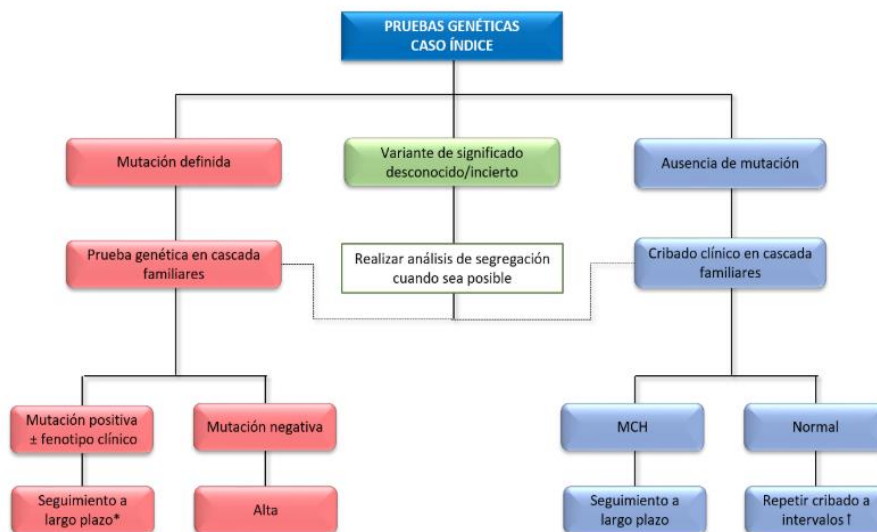 PRUEBAS GENÉTICAS
CASO ÍNDICE
Mutación definida
Variante de significado
desconocido/incierto
Ausencia de mutación
Prueba genética en cascada
familiares
Realizar análisis de segregación
cuando sea posible
Cribado clínico en cascada
familiares
Mutación positiva
± fenotipo clínico
Mutación negativa
MCH
Normal
Seguimiento a
largo plazo*
Alta
Seguimiento a
largo plazo
Repetir cribado a
intervalos †